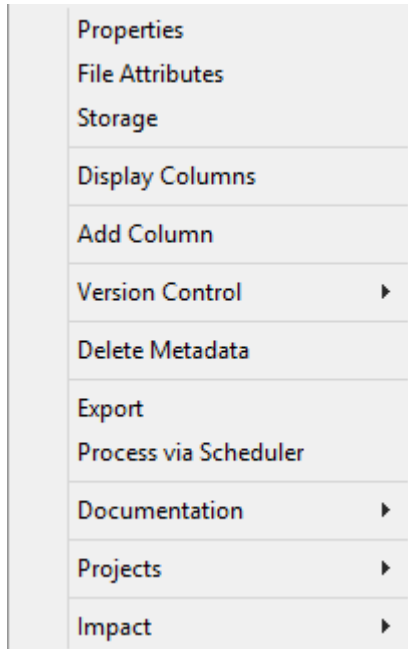 Properties
File Attributes
Storage
Display Columns
Add Column
Version Control
Delete Metadata
Export
Process via Scheduler
Documentation
Projects
Impact